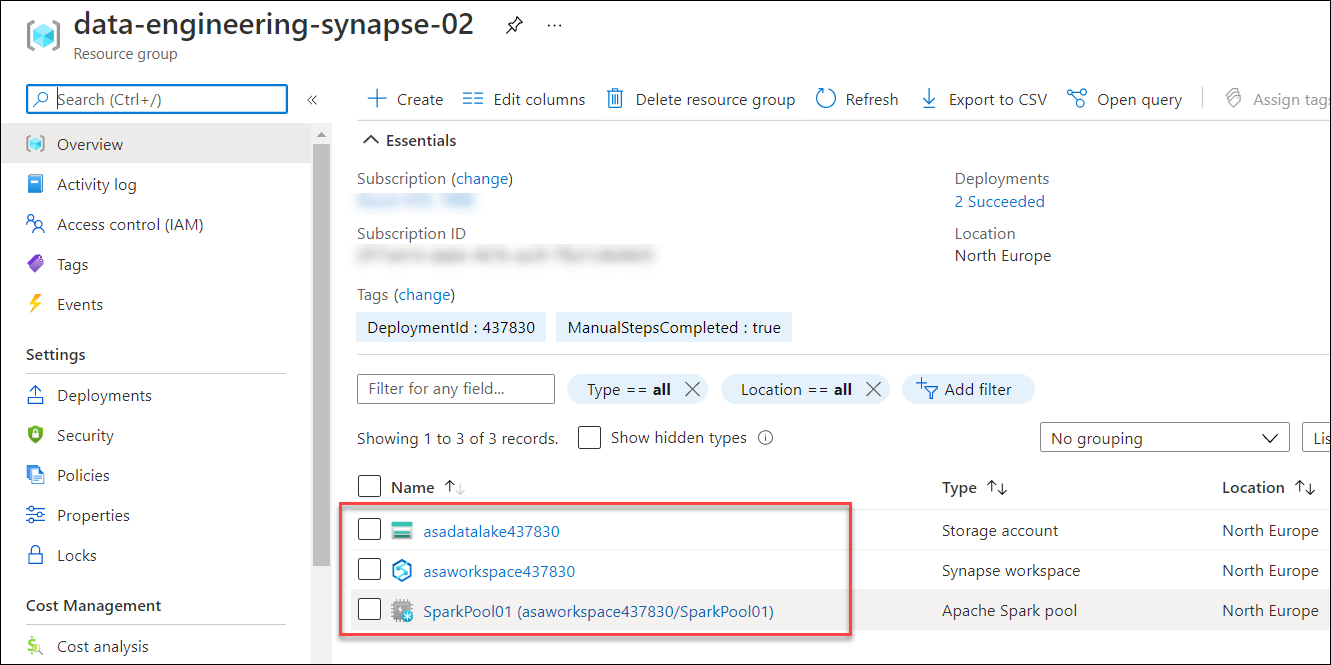 data-engineering-synapse-02
...
Resource group
Search (Ctrl+/)
«
Create
Edit columns
Delete resource group
Refresh
Export to CSV
Open query
Assign tags
Overview
Activity log
Access control (IAM)
Tags
Events
Settings
Deployments
Security
Policies
Properties
Locks
Cost Management
Cost analysis
Essentials
Subscription (change)
Deployments
2 Succeeded
Subscription ID
Location
North Europe
Tags (change)
DeploymentId : 437830
ManualStepsCompleted : true
Filter for any field...
Type == all
Location == all
Add filter
Showing 1 to 3 of 3 records.
Show hidden types
No grouping
Lis
Name
Type
Location
asadatalake437830
Storage account
North Europe
asaworkspace437830
Synapse workspace
North Europe
SparkPool01 (asaworkspace437830/SparkPool01)
Apache Spark pool
North Europe